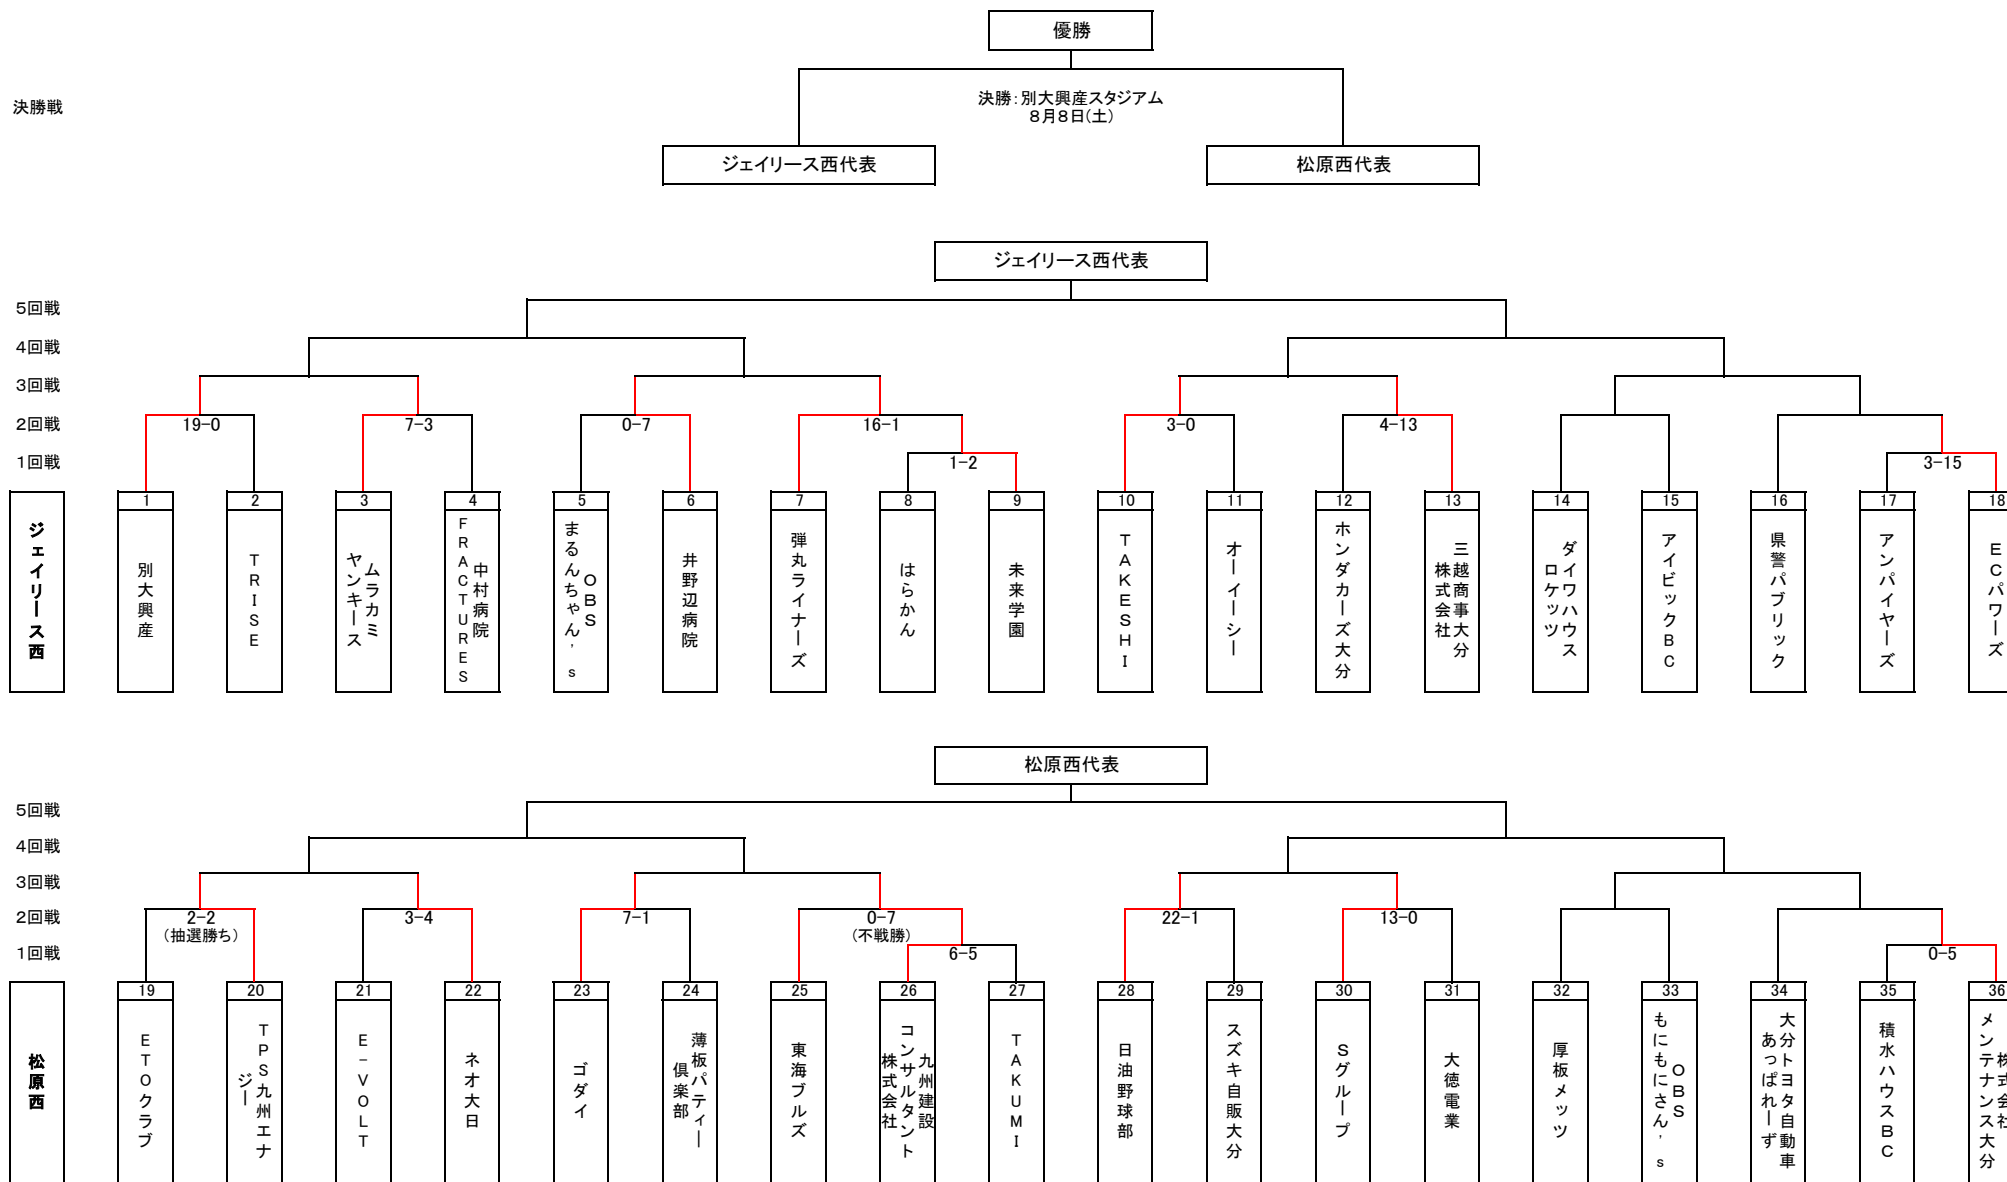 優勝
決勝戦
決勝：別大興産スタジアム
８月８日(土)
ジェイリース西代表
松原西代表
ジェイリース西代表
５回戦
４回戦
３回戦
２回戦
１回戦
19-0
7-3
0-7
16-1
3-0
4-13
1-2
3-15
ジェイリース西
1
別大興産
2
ＴＲＩＳＥ
3
ムラカミ
ヤンキース
4
中村病院
ＦＲＡＣＴＵＲＥＳ
5
ＯＢＳ
まるんちゃん's
6
井野辺病院
7
弾丸ライナーズ
8
はらかん
9
未来学園
10
ＴＡＫＥＳＨＩ
11
オーイーシー
12
ホンダカーズ大分
13
三越商事大分
株式会社
14
ダイワハウス
ロケッツ
15
アイビックＢＣ
16
県警パブリック
17
アンパイヤーズ
18
ＥＣパワーズ
松原西代表
５回戦
４回戦
３回戦
２回戦
１回戦
2-2
(抽選勝ち)
3-4
7-1
0-7
(不戦勝)
22-1
13-0
6-5
0-5
松原西
19
ＥＴＯクラブ
20
ＴＰＳ九州エナ
ジー
21
Ｅ－ＶＯＬＴ
22
ネオ大日
23
ゴダイ
24
薄板パティー
倶楽部
25
東海ブルズ
26
九州建設
コンサルタント
株式会社
27
ＴＡＫＵＭＩ
28
日油野球部
29
スズキ自販大分
30
Ｓグループ
31
大徳電業
32
厚板メッツ
33
ＯＢＳ
もにもにさん's
34
大分トヨタ自動車
あっぱれーず
35
積水ハウスＢＣ
36
株式会社
メンテナンス大分